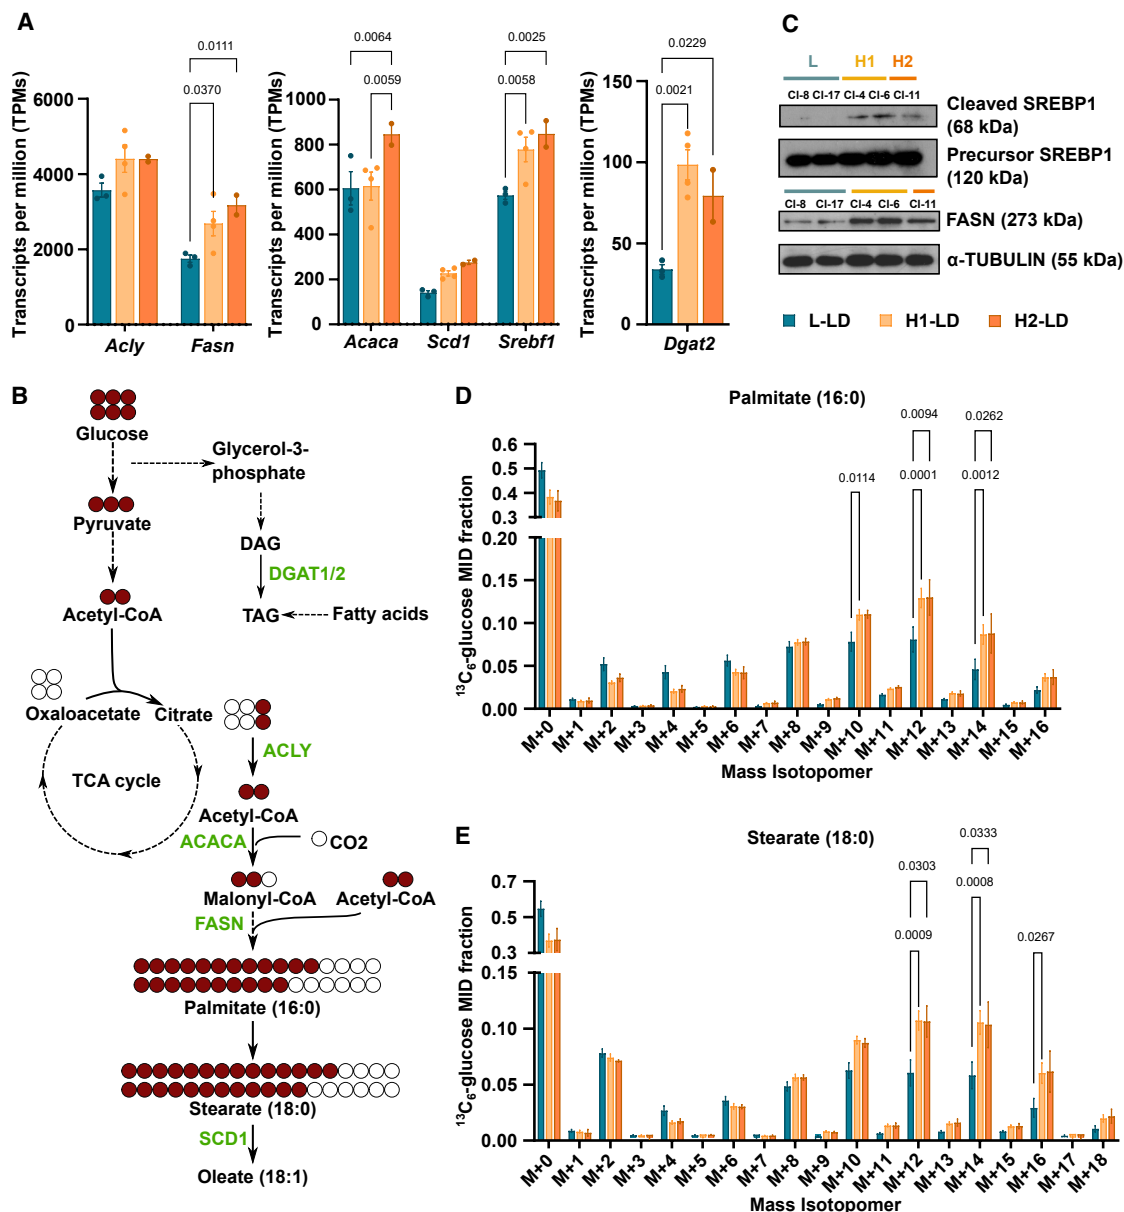 A
Transcripts per million (TPMs)
6000
4000
2000
0
0.0111
0.0370
Acly
Fasn
Transcripts per million (TPMs)
1000
800
600
400
200
0
0.0064
0.0059
0.0025
0.0058
Acaca
Scd1
Srebf1
Transcripts per million (TPMs)
150
100
50
0
0.0229
0.0021
Dgat2
C
L
H1
H2
Cl-8 Cl-17 Cl-4 Cl-6 Cl-11
Cleaved SREBP1
(68 kDa)
Precursor SREBP1
(120 kDa)
Cl-8 Cl-17 Cl-4 Cl-6 Cl-11
FASN (273 kDa)
α-TUBULIN (55 kDa)
L-LD
H1-LD
H2-LD
B
Glucose
Glycerol-3-
phosphate
Pyruvate
DAG
DGAT1/2
Acetyl-CoA
TAG
Fatty acids
Oxaloacetate
Citrate
ACLY
TCA cycle
Acetyl-CoA
ACACA
CO2
Malonyl-CoA
Acetyl-CoA
FASN
Palmitate (16:0)
Stearate (18:0)
SCD1
Oleate (18:1)
D
Palmitate (16:0)
13C6-glucose MID fraction
0.6
0.5
0.4
0.3
0.20
0.15
0.10
0.05
0.00
0.0114
0.0094
0.0001
0.0262
0.0012
M+0
M+1
M+2
M+3
M+4
M+5
M+6
M+7
M+8
M+9
M+10
M+11
M+12
M+13
M+14
M+15
M+16
Mass Isotopomer
E
Stearate (18:0)
13C6-glucose MID fraction
0.7
0.5
0.3
0.15
0.10
0.05
0.00
0.0303
0.0009
0.0333
0.0008
0.0267
M+0
M+1
M+2
M+3
M+4
M+5
M+6
M+7
M+8
M+9
M+10
M+11
M+12
M+13
M+14
M+15
M+16
M+17
M+18
Mass Isotopomer